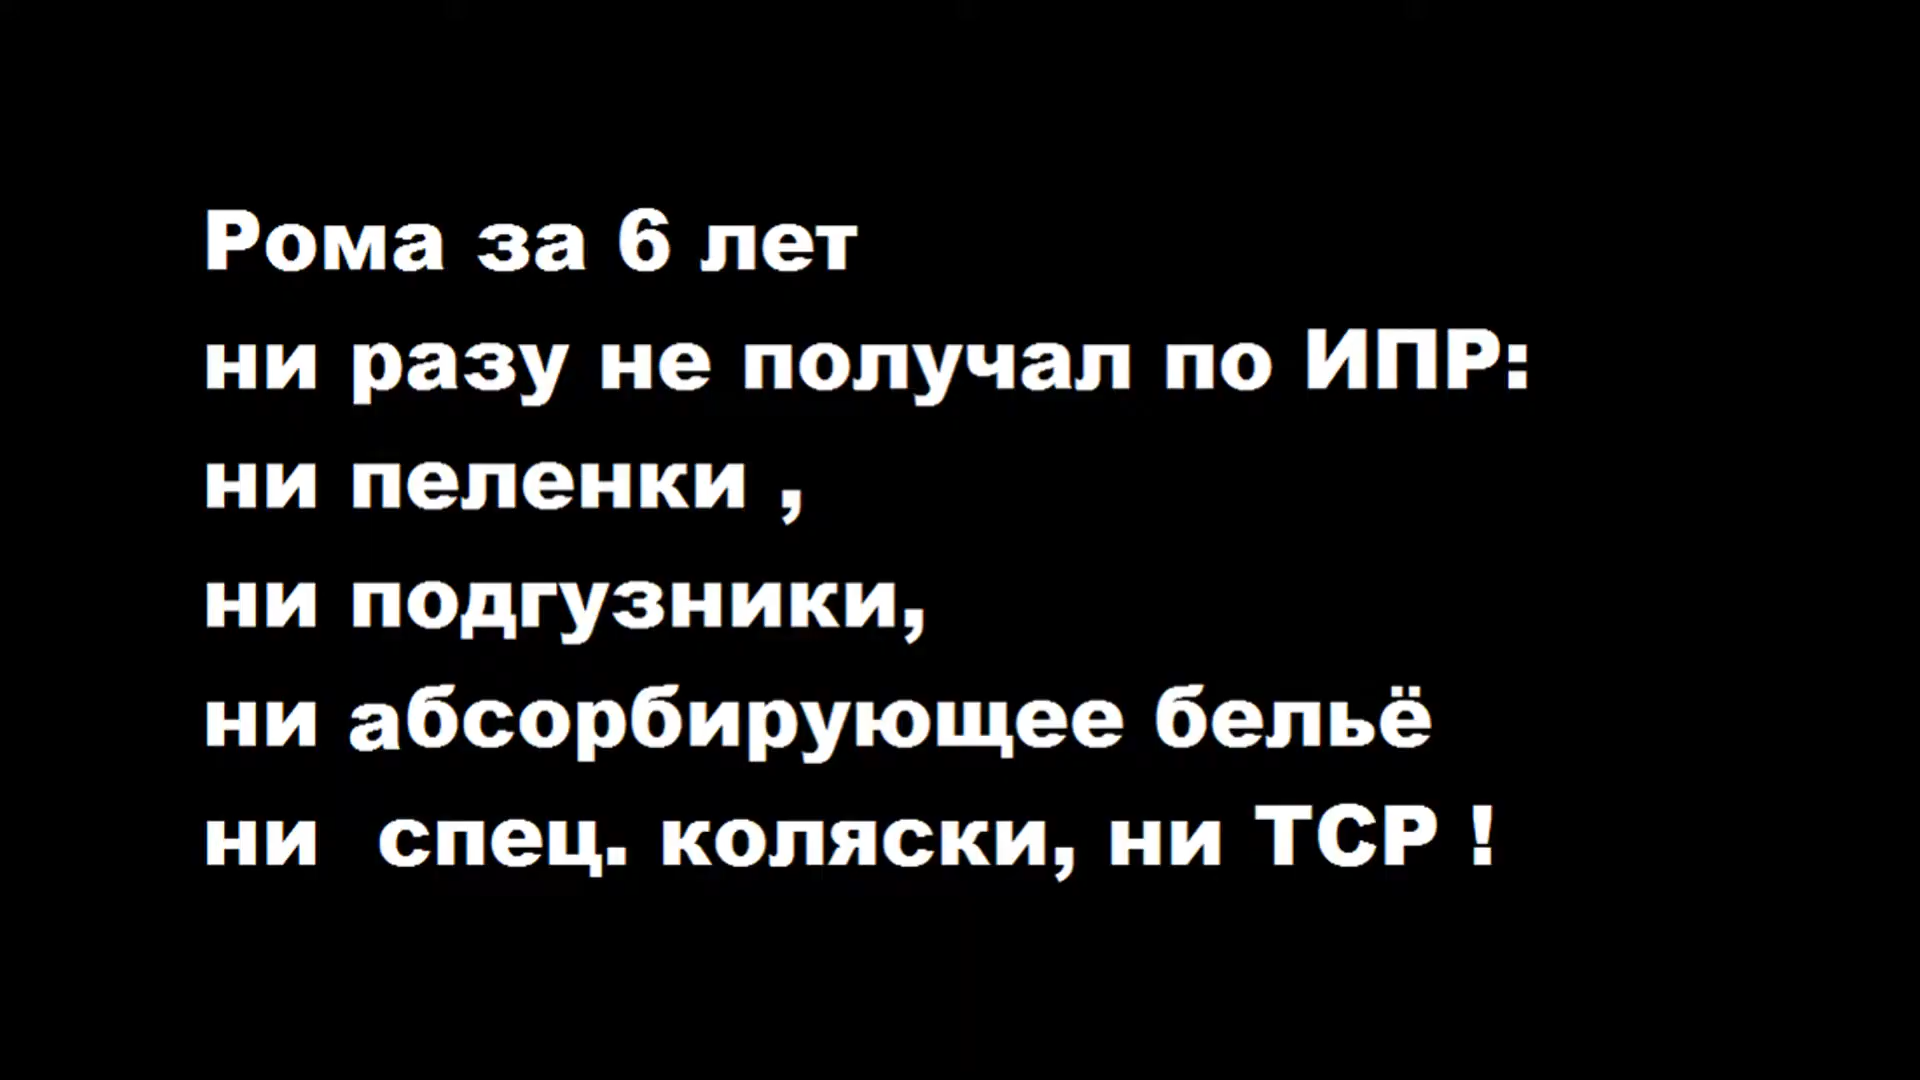 Рома за 6 лет
ни разу не получал по ИПР:
ни пеленки ,
ни подгузники,
ни абсорбирующее бельё
ни  спец. коляски, ни ТСР !